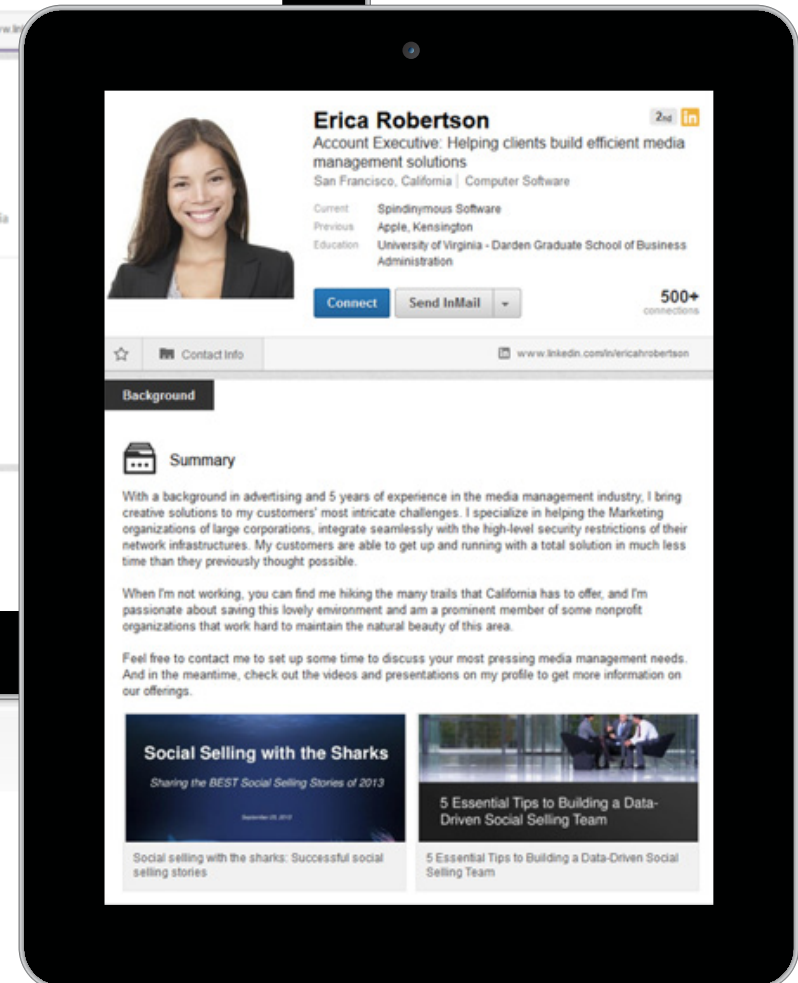 Erica Robertson
2nd in
Account Executive: Helping clients build efficient media
management solutions
San Francisco, California | Computer Software
Current Spindinymous Software
Previous Apple, Kensington
Education University of Virginia - Darden Graduate School of Business
Administration
Connect Send InMail
500+
connections
Contact Info
www.linkedin.com/in/ericahrobertson
Background
Summary
With a background in advertising and 5 years of experience in the media management industry, I bring
creative solutions to my customers' most intricate challenges. I specialize in helping the Marketing
organizations of large corporations, integrate seamlessly with the high-level security restrictions of their
network infrastructures. My customers are able to get up and running with a total solution in much less
time than they previously thought possible.
When I'm not working, you can find me hiking the many trails that California has to offer, and I'm
passionate about saving this lovely environment and am a prominent member of some nonprofit
organizations that work hard to maintain the natural beauty of this area.
Feel free to contact me to set up some time to discuss your most pressing media management needs.
And in the meantime, check out the videos and presentations on my profile to get more information on
our offerings.
Social Selling with the Sharks
Sharing the BEST Social Selling Stories of 2013
Social selling with the sharks: Successful social
selling stories
5 Essential Tips to Building a Data-
Driven Social Selling Team
5 Essential Tips to Building a Data-Driven Social
Selling Team